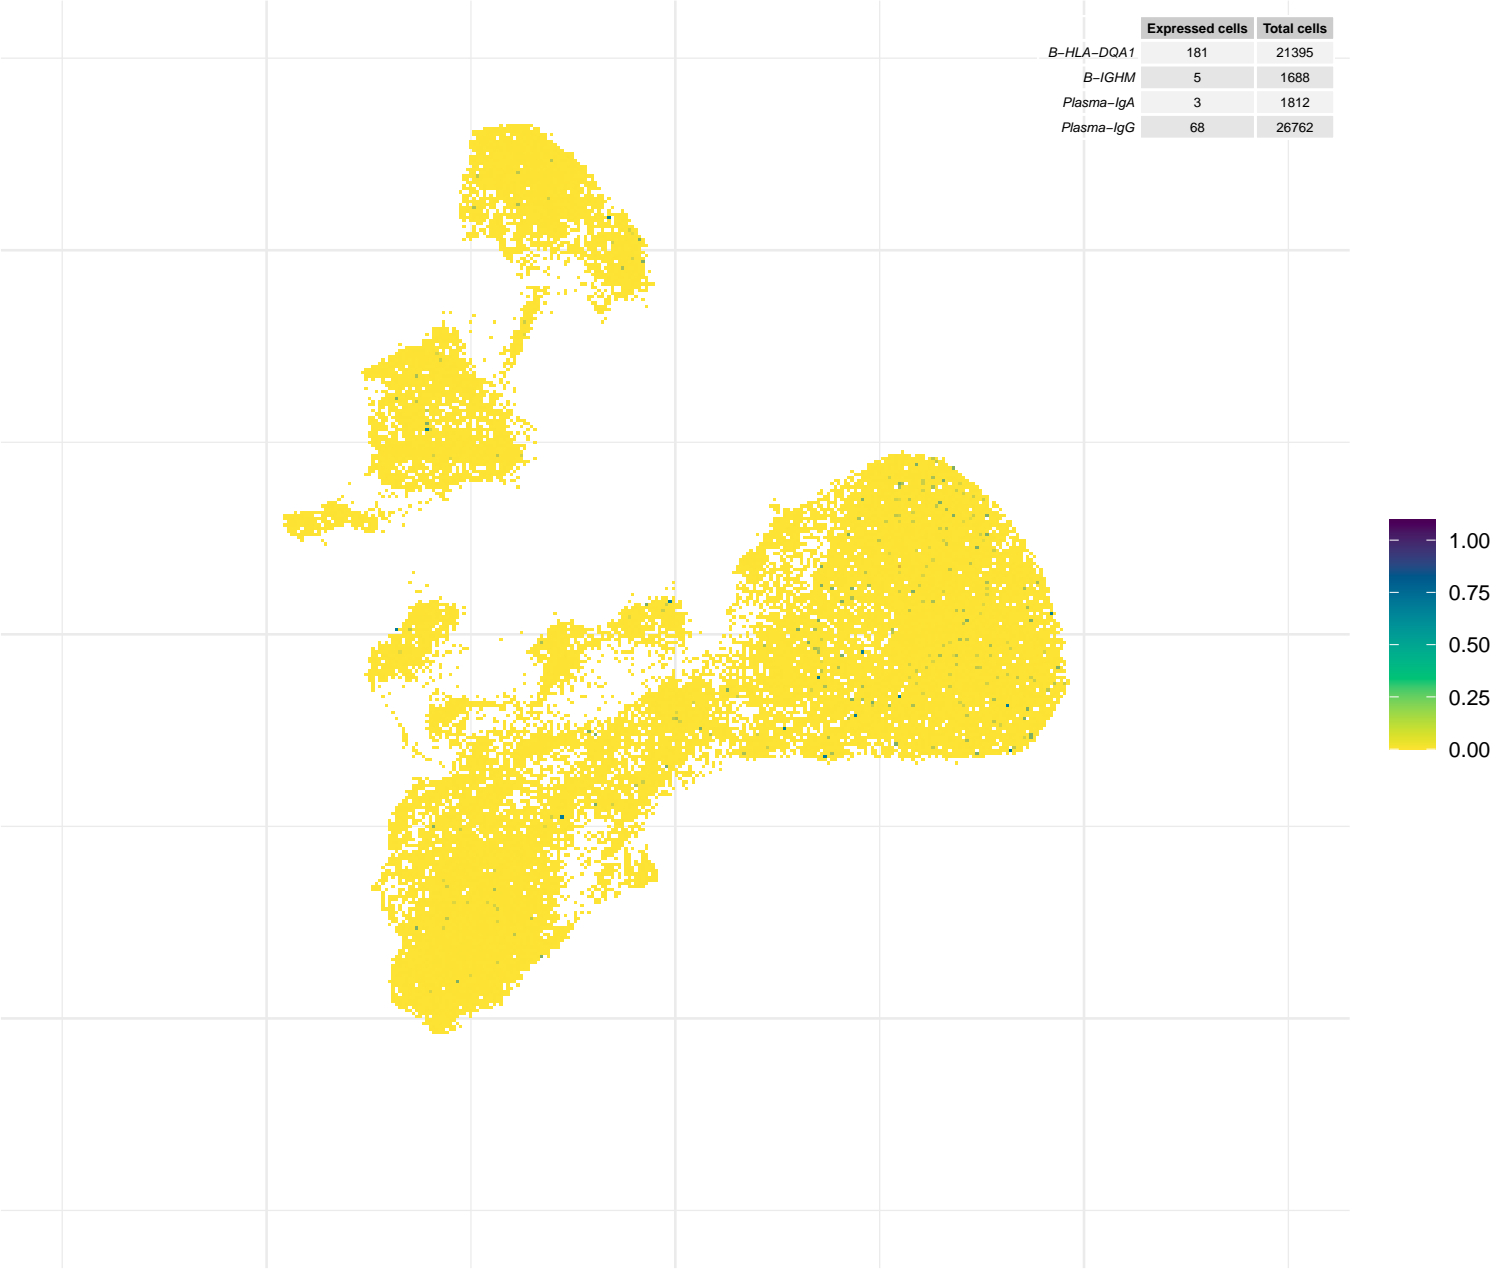 Expressed cells Total cells
B−HLA−DQA1 181 21395
B−IGHM 5 1688
Plasma−IgA 3 1812
Plasma−IgG 68 26762
1.00
0.75
0.50
0.25
0.00